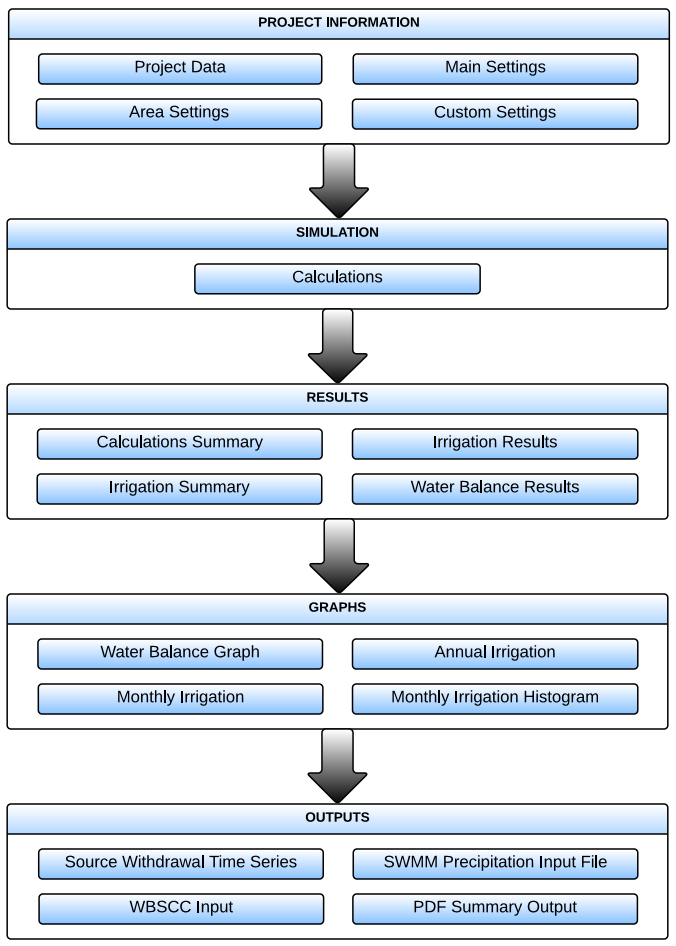 PROJECT INFORMATION
Project Data
Main Settings
Area Settings
Custom Settings
SIMULATION
Calculations
RESULTS
Calculations Summary
Irrigation Results
Irrigation Summary
Water Balance Results
GRAPHS
Water Balance Graph
Annual Irrigation
Monthly Irrigation
Monthly Irrigation Histogram
OUTPUTS
Source Withdrawal Time Series
SWMM Precipitation Input File
WBSCC Input
PDF Summary Output